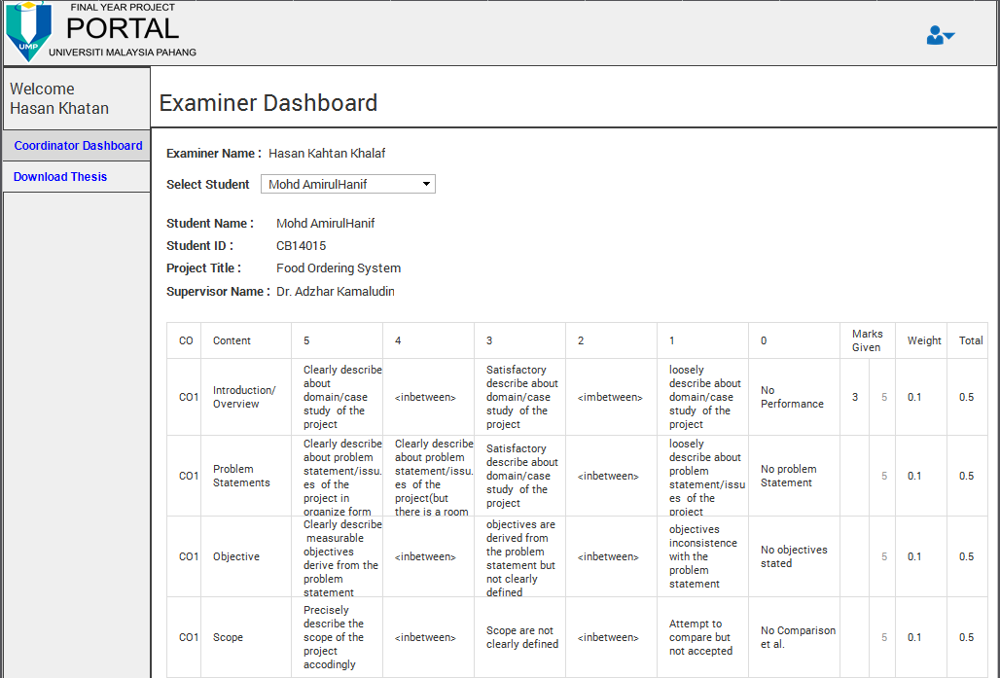 FINAL YEAR PROJECT
PORTAL
UMP
UNIVERSITI MALAYSIA PAHANG
Welcome
Hasan Khatan
Coordinator Dashboard
Download Thesis
Examiner Dashboard
Examiner Name : Hasan Kahtan Khalaf
Select Student Mohd AmirulHanif
Student Name : Mohd AmirulHanif
Student ID : CB14015
Project Title : Food Ordering System
Supervisor Name : Dr. Adzhar Kamaludin
CO Content 5 4 3 2 1 0 Marks Given Weight Total
CO1
Introduction/
Overview
Clearly describe
about
domain/case
study of the
project
<inbetween>
Satisfactory
describe about
domain/case
study of the
project
<imbetween>
loosely
describe about
domain/case
study of the
project
No
Performance
3 5 0.1 0.5
CO1
Problem
Statements
Clearly describe
about problem
statement/issu.
es of the
project in
organize form
Clearly describe
about problem
statement/issu.
es of the
project(but
there is a room
Satisfactory
describe about
domain/case
study of the
project
<inbetween>
loosely
describe about
problem
statement/issu
es of the
project
No problem
Statement
5 0.1 0.5
CO1
Objective
Clearly describe
measurable
objectives
derive from the
problem
statement
<inbetween>
objectives are
derived from
the problem
statement but
not clearly
defined
<inbetween>
objectives
inconsistence
with the
problem
statement
No objectives
stated
5 0.1 0.5
CO1
Scope
Precisely
describe the
scope of the
project
accodingly
<inbetween>
Scope are not
clearly defined
<inbetween>
Attempt to
compare but
not accepted
No Comparison
et al.
5 0.1 0.5